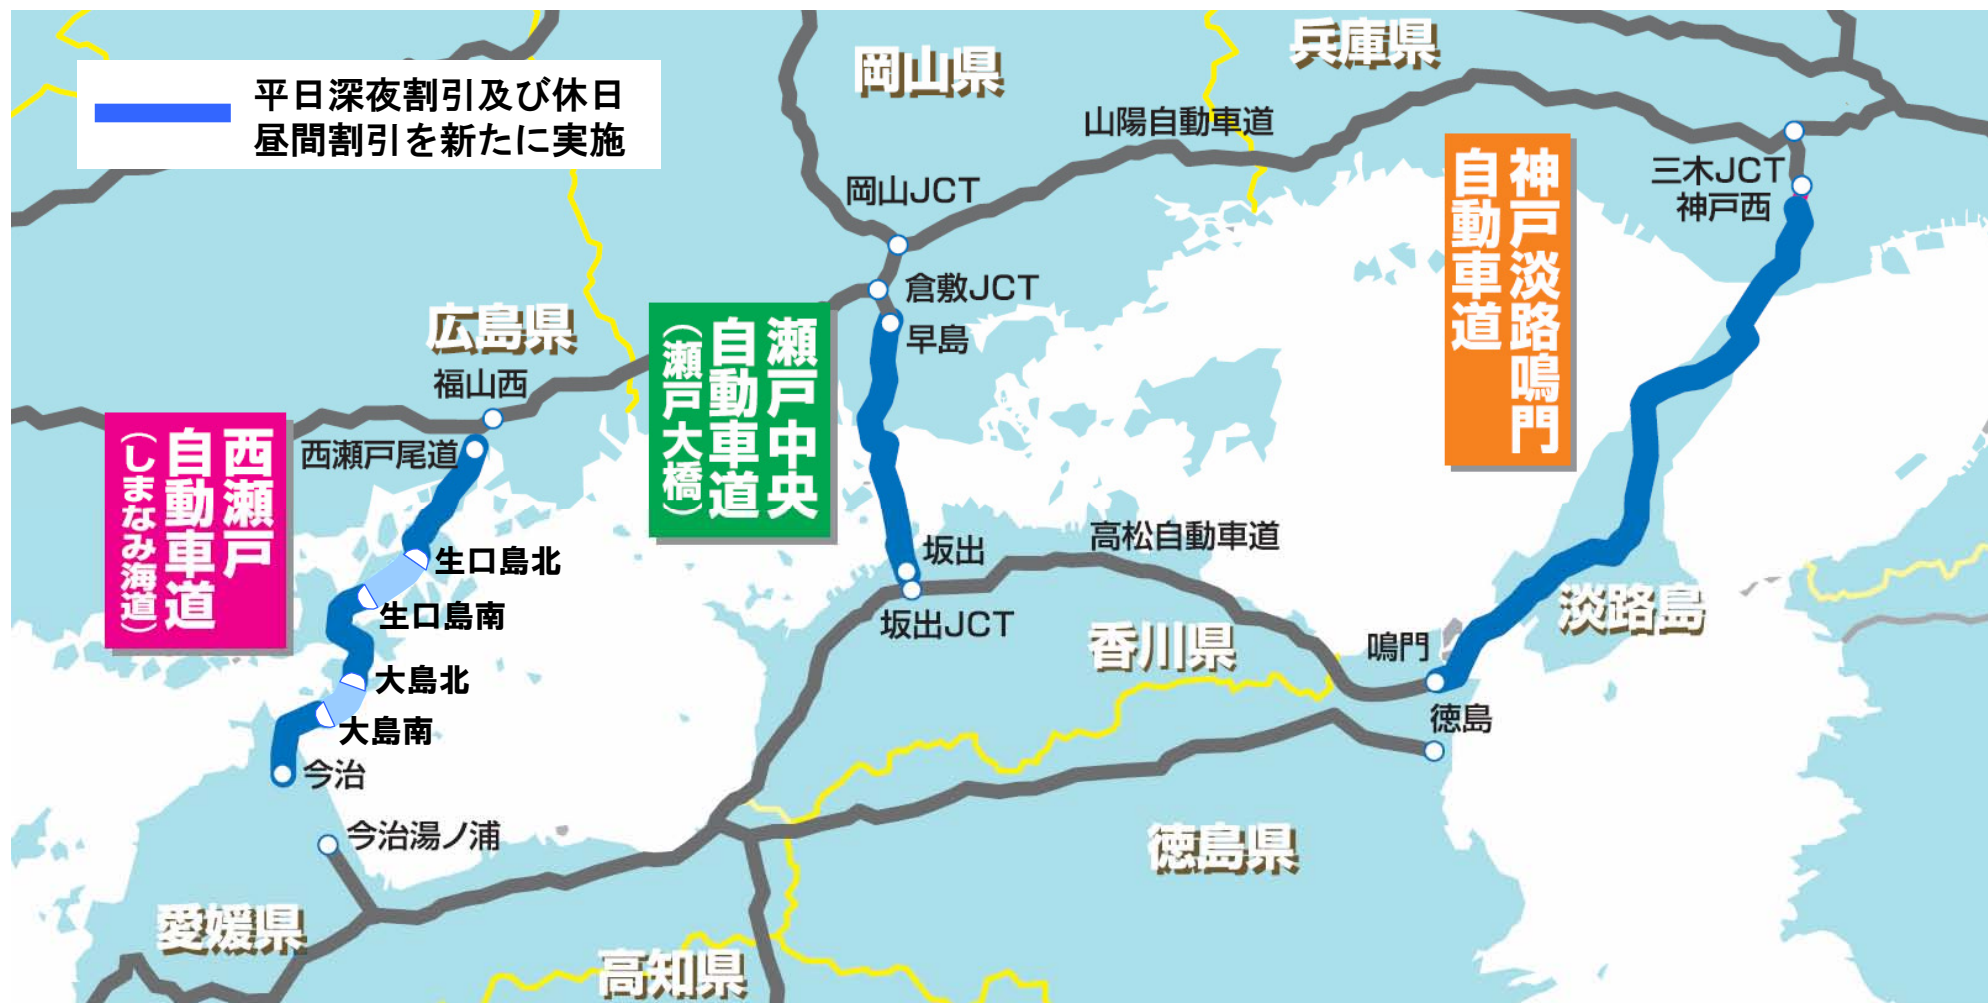 平日深夜割引及び休日
昼間割引を新たに実施
岡山県
兵庫県
山陽自動車道
岡山JCT
三木JCT
神戸西
神戸淡路鳴門
自動車道
倉敷JCT
早島
広島県
福山西
瀬戸中央
自動車道
(瀬戸大橋)
西瀬戸
自動車道
(しまなみ海道)
西瀬戸尾道
生口島北
生口島南
大島北
大島南
今治
今治湯ノ浦
坂出
坂出JCT
高松自動車道
香川県
淡路島
鳴門
徳島
徳島県
愛媛県
高知県